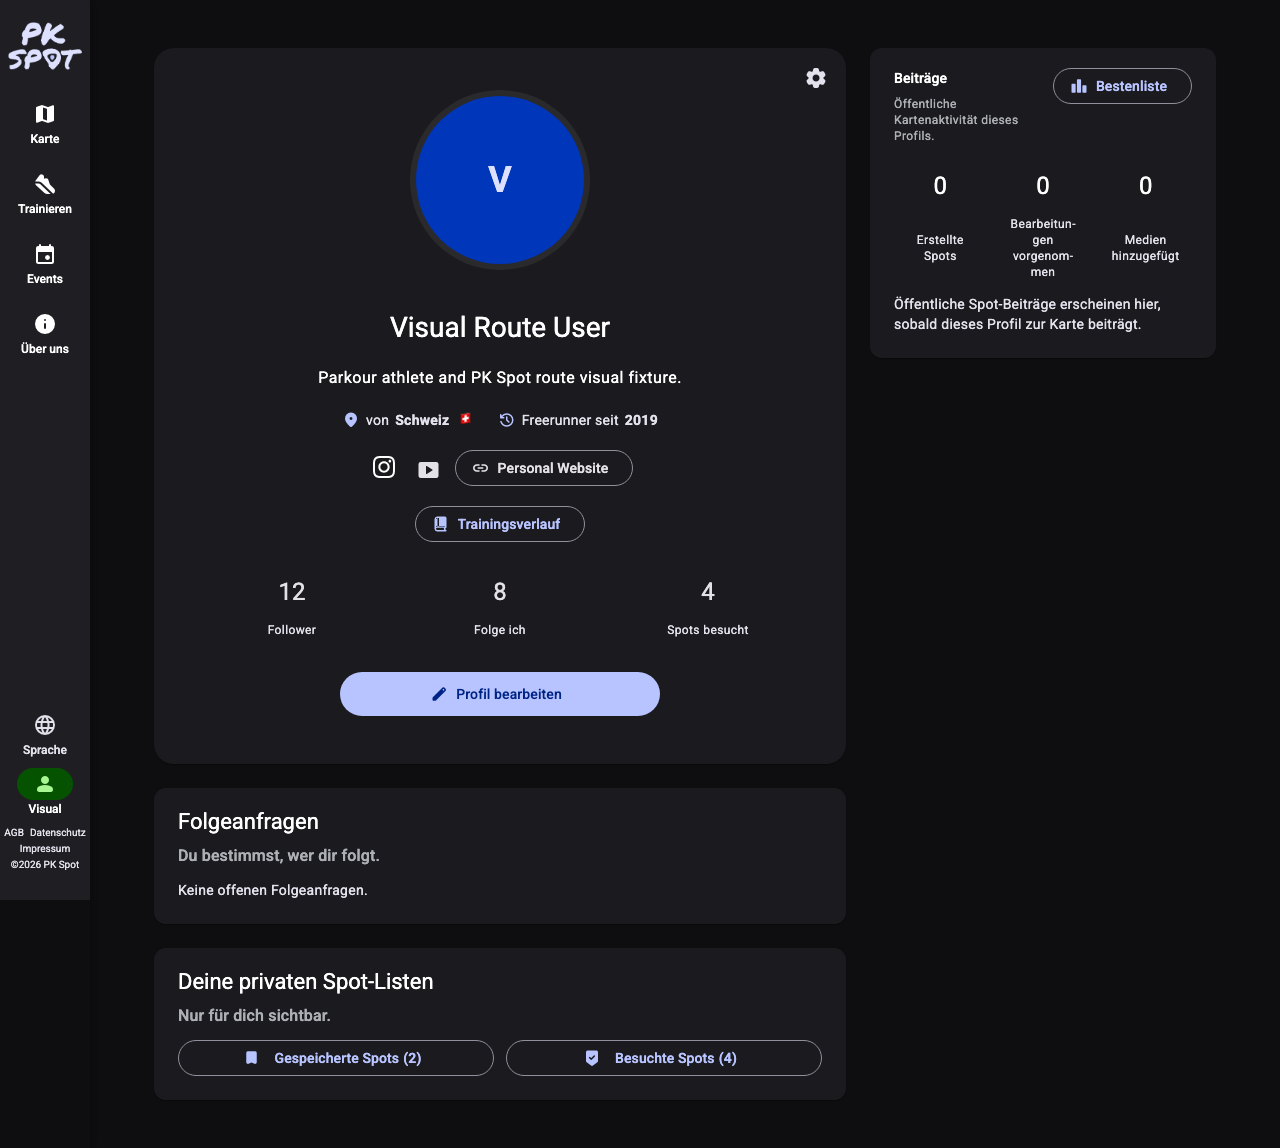 PK
SPOT
Karte
Trainieren
Events
Über uns
Sprache
Visual
AGB Datenschutz
Impressum
©2026 PK Spot
V
Visual Route User
Parkour athlete and PK Spot route visual fixture.
von Schweiz Freerunner seit 2019
Personal Website
Trainingsverlauf
12 8 4
Follower Folge ich Spots besucht
Profil bearbeiten
Folgeanfragen
Du bestimmst, wer dir folgt.
Keine offenen Folgeanfragen.
Deine privaten Spot-Listen
Nur für dich sichtbar.
Gespeicherte Spots (2) Besuchte Spots (4)
Beiträge
Bestenliste
Öffentliche
Kartenaktivität dieses
Profils.
0 0 0
Erstellte
Spots
Bearbeitun-
gen
vorgenom-
men
Medien
hinzugefügt
Öffentliche Spot-Beiträge erscheinen hier,
sobald dieses Profil zur Karte beiträgt.